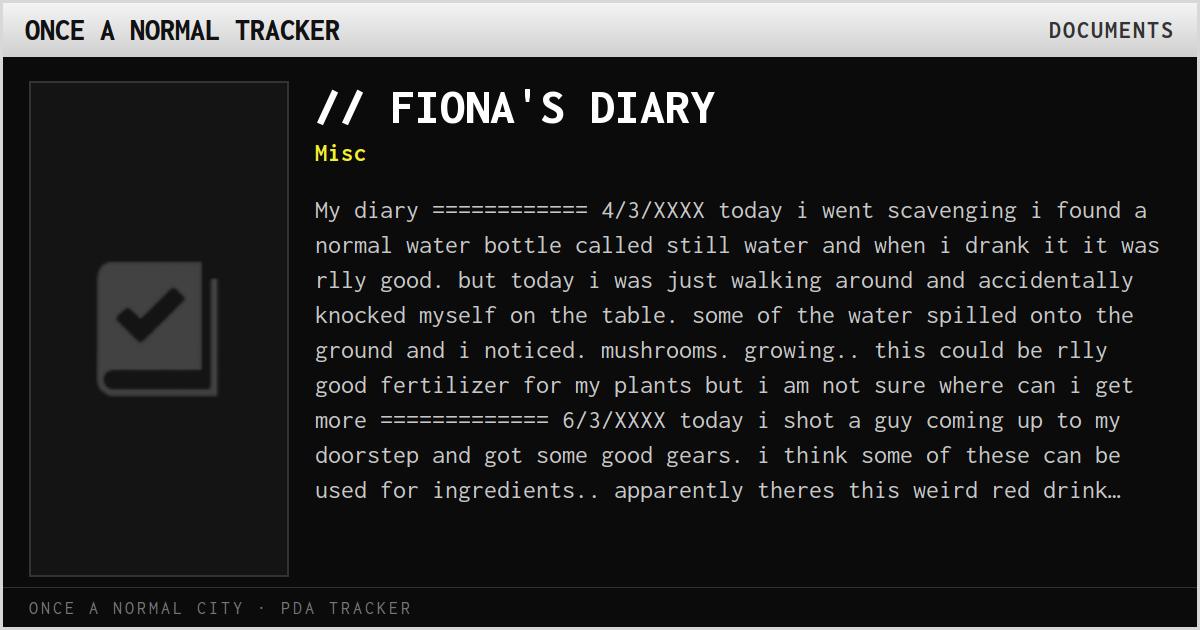 ONCE A NORMAL TRACKER
DOCUMENTS
// FIONA'S DIARY
Misc
My diary ============ 4/3/XXXX today i went scavenging i found a
normal water bottle called still water and when i drank it it was
rlly good. but today i was just walking around and accidentally
knocked myself on the table. some of the water spilled onto the
ground and i noticed. mushrooms. growing.. this could be rlly
good fertilizer for my plants but i am not sure where can i get
more ============= 6/3/XXXX today i shot a guy coming up to my
doorstep and got some good gears. i think some of these can be
used for ingredients.. apparently theres this weird red drink…
ONCE A NORMAL CITY · PDA TRACKER